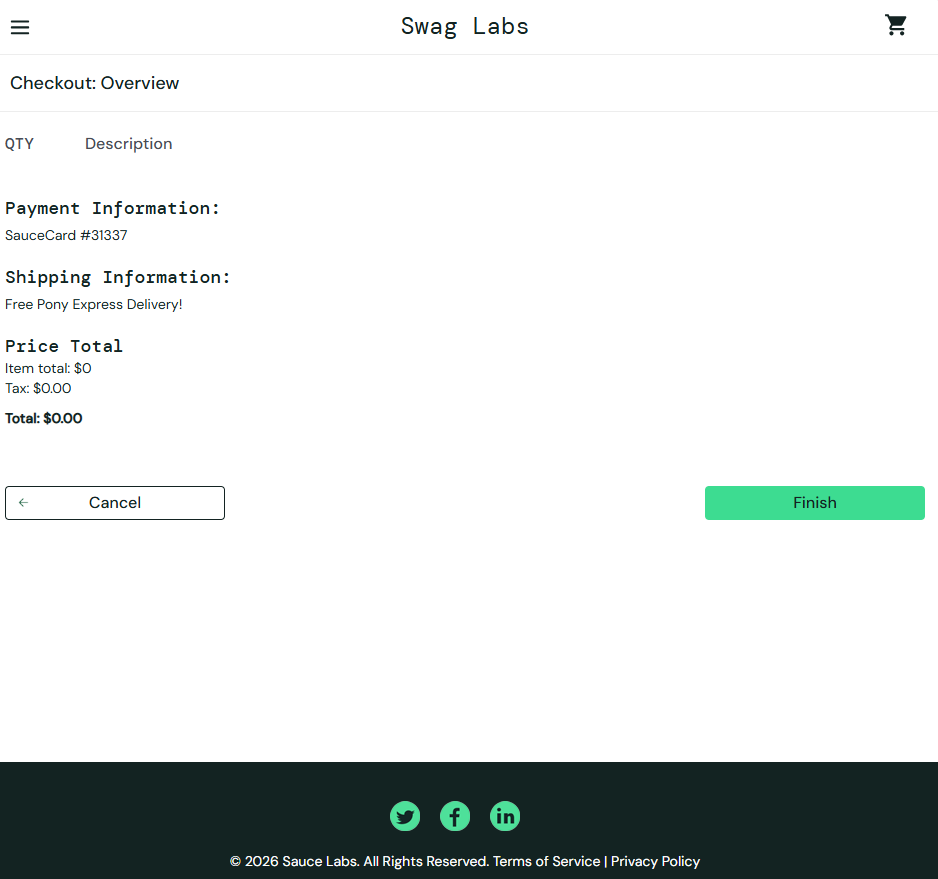 Swag Labs
Checkout: Overview
QTY Description
Payment Information:
SauceCard #31337
Shipping Information:
Free Pony Express Delivery!
Price Total
Item total: $0
Tax: $0.00
Total: $0.00
Cancel Finish
© 2026 Sauce Labs. All Rights Reserved. Terms of Service | Privacy Policy